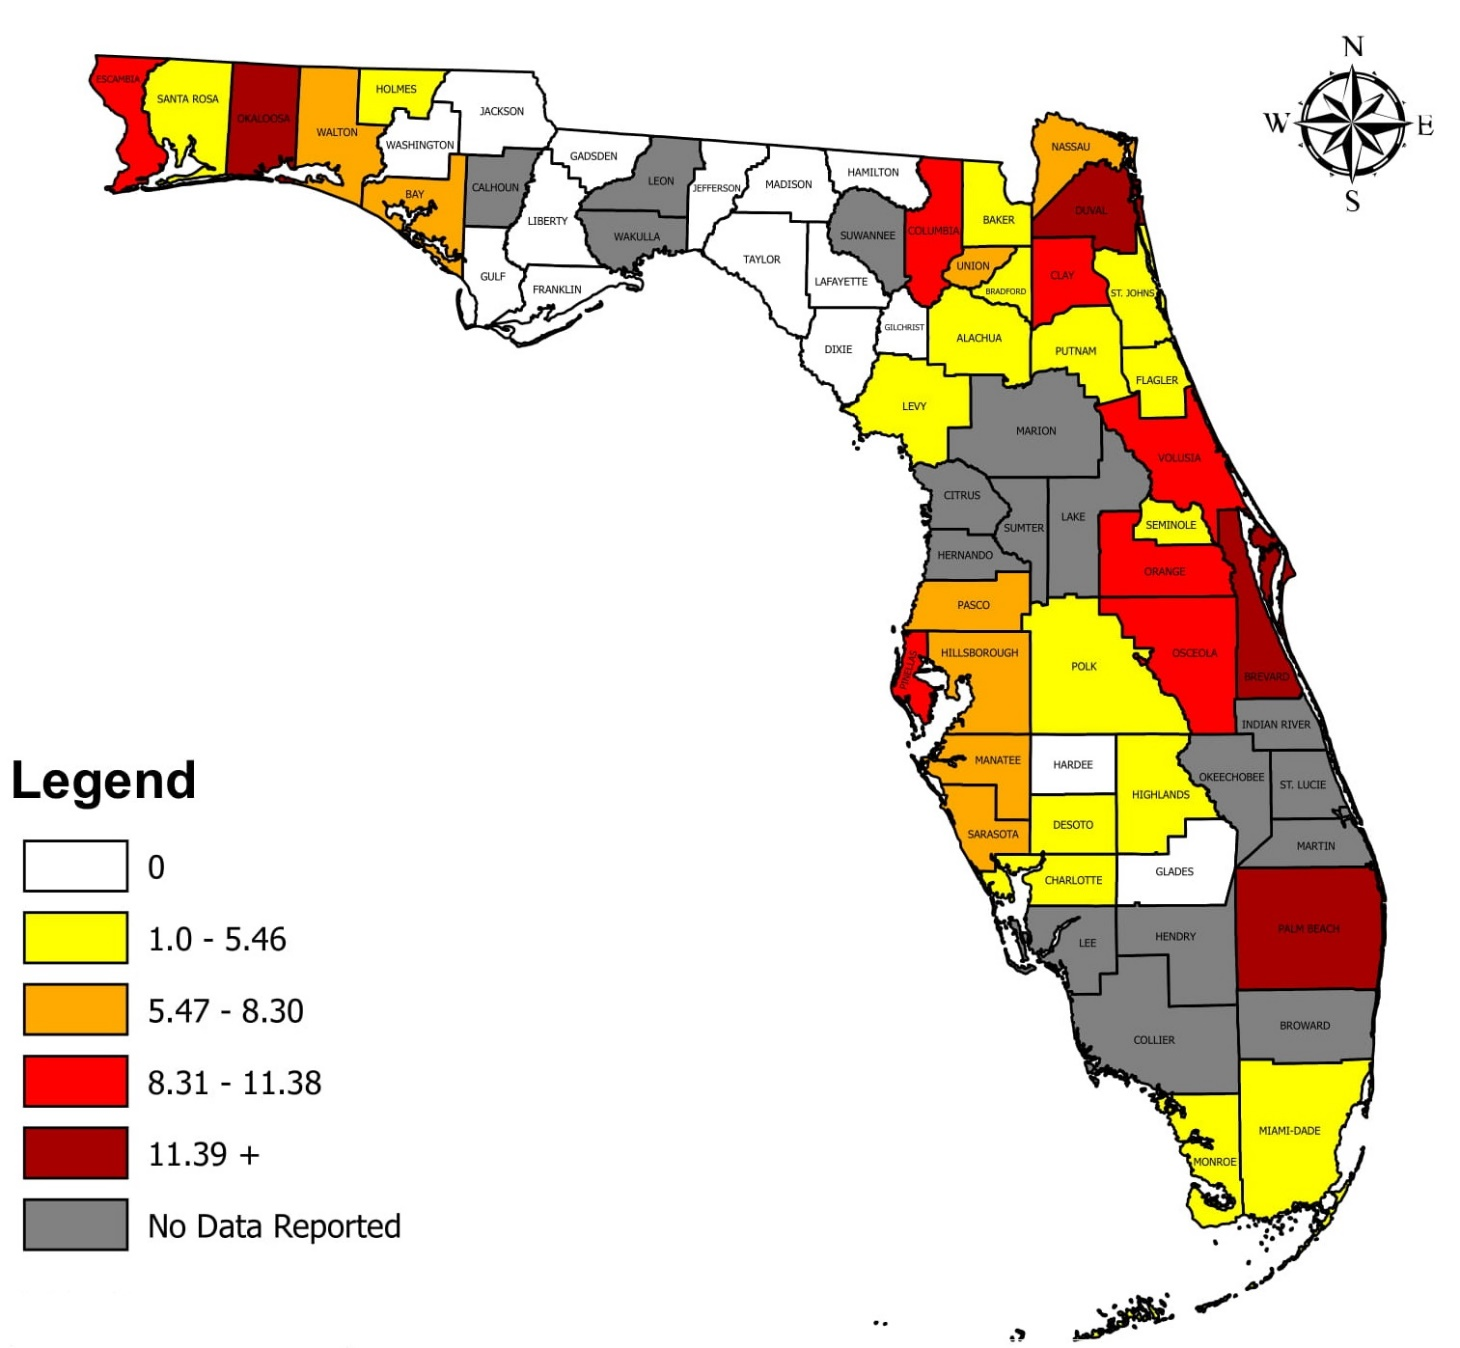 N
W E
S
ESCAMBIA
SANTA ROSA
OKALOOSA
WALTON
HOLMES
WASHINGTON
JACKSON
BAY
CALHOUN
GULF
LIBERTY
FRANKLIN
GADSDEN
LEON
WAKULLA
JEFFERSON
MADISON
TAYLOR
HAMILTON
SUWANNEE
LAFAYETTE
DIXIE
GILCHRIST
COLUMBIA
BAKER
UNION
BRADFORD
NASSAU
DUVAL
CLAY
ST. JOHNS
ALACHUA
PUTNAM
FLAGLER
LEVY
MARION
VOLUSIA
CITRUS
SUMTER
LAKE
SEMINOLE
HERNANDO
ORANGE
PASCO
HILLSBOROUGH
PINELLAS
POLK
OSCEOLA
BREVARD
INDIAN RIVER
MANATEE
HARDEE
HIGHLANDS
OKEECHOBEE
ST. LUCIE
SARASOTA
DESOTO
MARTIN
CHARLOTTE
GLADES
LEE
HENDRY
PALM BEACH
COLLIER
BROWARD
MIAMI-DADE
MONROE
Legend
0
1.0 - 5.46
5.47 - 8.30
8.31 - 11.38
11.39 +
No Data Reported